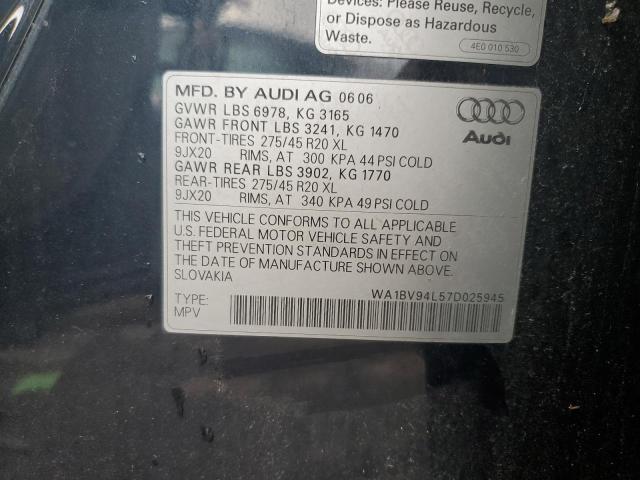 Devices: Please Reuse, Recycle,
or Dispose as Hazardous
Waste.
4E0 010 530
MFD. BY AUDI AG 06 06
GVWR LBS 6978, KG 3165
GAWR FRONT LBS 3241, KG 1470
FRONT-TIRES 275/45 R20 XL
9JX20 RIMS, AT 300 KPA 44 PSI COLD
GAWR REAR LBS 3902, KG 1770
REAR-TIRES 275/45 R20 XL
9JX20 RIMS, AT 340 KPA 49 PSI COLD
Audi
THIS VEHICLE CONFORMS TO ALL APPLICABLE
U.S. FEDERAL MOTOR VEHICLE SAFETY AND
THEFT PREVENTION STANDARDS IN EFFECT ON
THE DATE OF MANUFACTURE SHOWN ABOVE.
SLOVAKIA
WA1BV94L57D025945
TYPE:
MPV